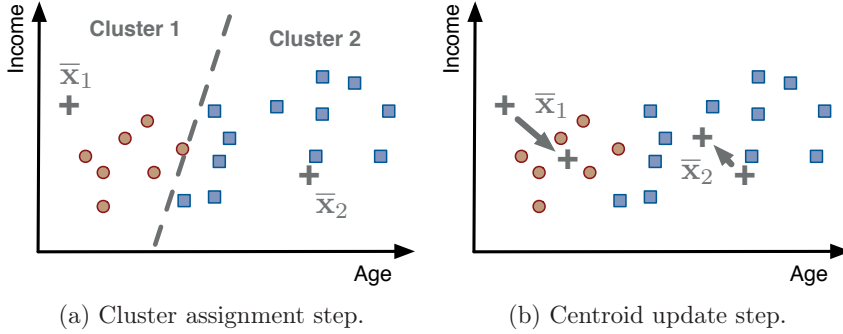 Income
Cluster 1
Cluster 2
x̅₁
x̅₂
Age
(a) Cluster assignment step.
Income
x̅₁
x̅₂
Age
(b) Centroid update step.